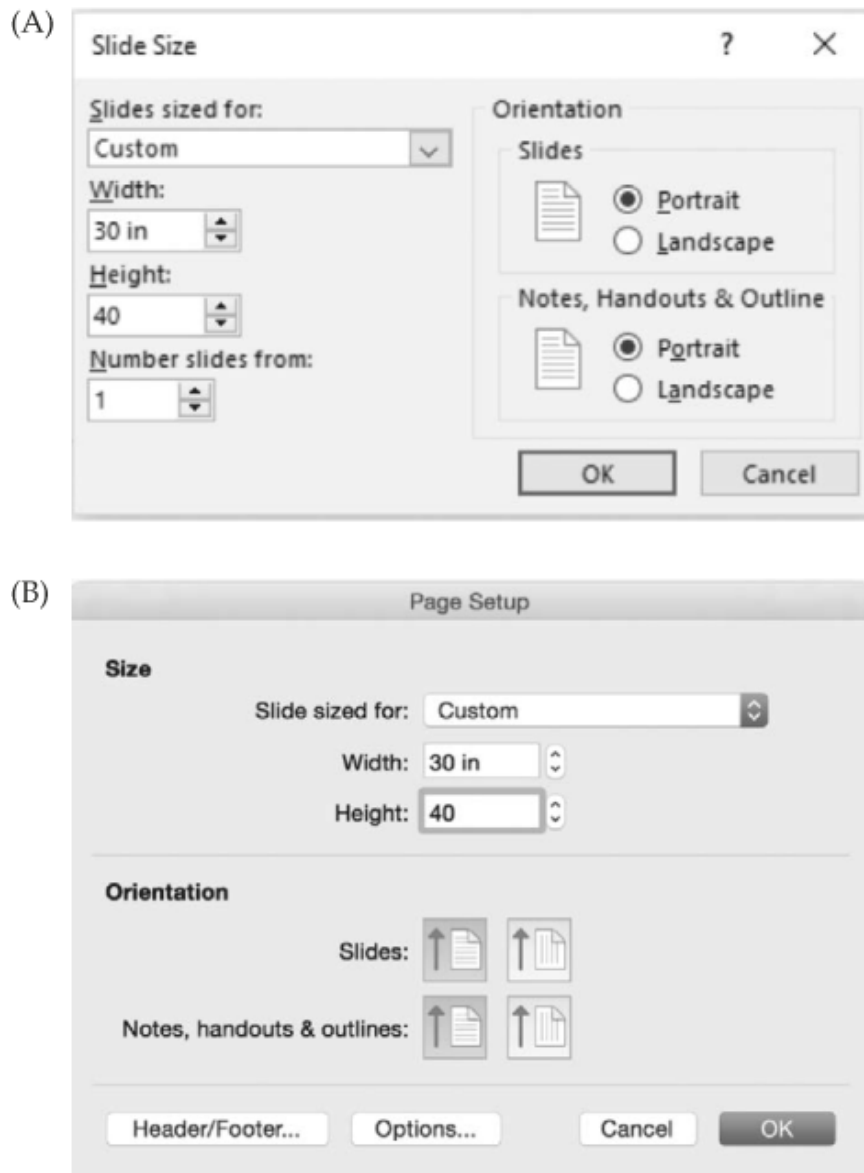 (A)
Slide Size ? ×
Slides sized for:
Custom
Width:
30 in
Height:
40
Number slides from:
1
Orientation
Slides
Portrait
Landscape
Notes, Handouts & Outline
Portrait
Landscape
OK Cancel
(B)
Page Setup
Size
Slide sized for: Custom
Width: 30 in
Height: 40
Orientation
Slides:
Notes, handouts & outlines:
Header/Footer... Options... Cancel OK